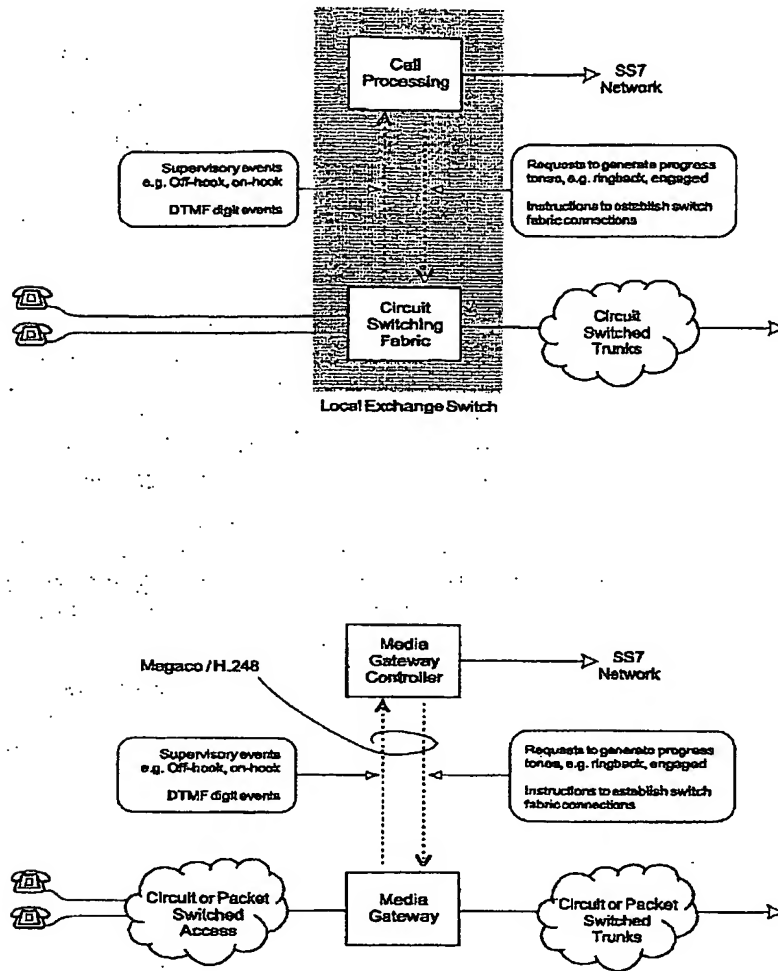 Call
Processing
SS7
Network
Supervisory events
e.g. Off-hook, on-hook
DTMF digit events
Requests to generate progress
tones, e.g. ringback, engaged
Instructions to establish switch
fabric connections
Circuit
Switching
Fabric
Circuit
Switched
Trunks
Local Exchange Switch
Media
Gateway
Controller
SS7
Network
Megaco / H.248
Supervisory events
e.g. Off-hook, on-hook
DTMF digit events
Requests to generate progress
tones, e.g. ringback, engaged
Instructions to establish switch
fabric connections
Circuit or Packet
Switched
Access
Media
Gateway
Circuit or Packet
Switched
Trunks